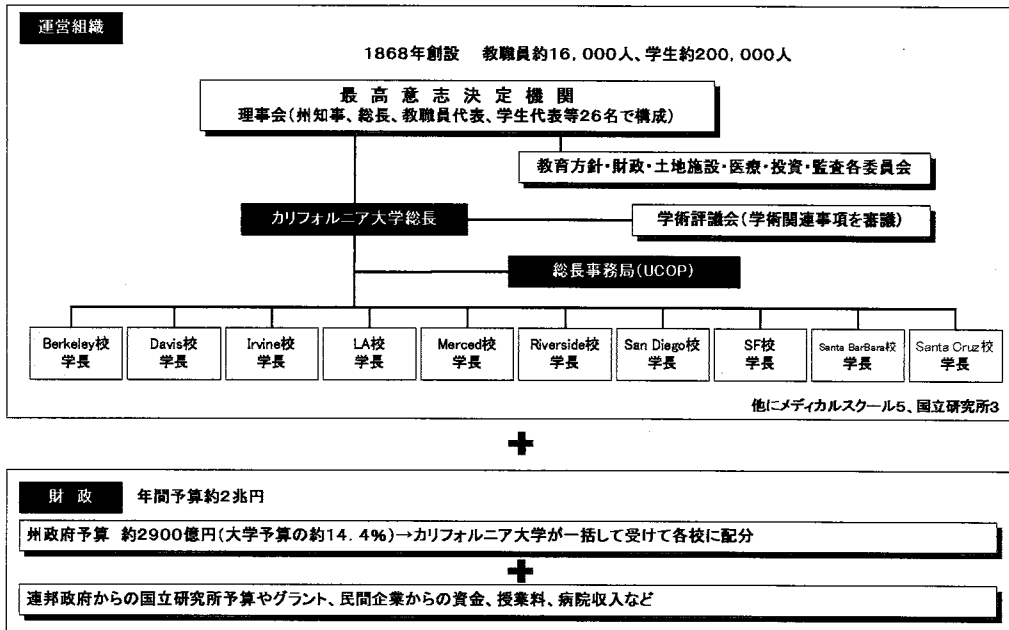 運営組織
1868年創設　教職員約16,000人、学生約200,000人
最高意志決定機関
理事会(州知事、総長、教職員代表、学生代表等26名で構成)
教育方針・財政・土地施設・医療・投資・監査各委員会
カリフォルニア大学総長
学術評議会(学術関連事項を審議)
総長事務局(UCOP)
Berkeley校
学長
Davis校
学長
Irvine校
学長
LA校
学長
Merced校
学長
Riverside校
学長
San Diego校
学長
SF校
学長
Santa BarBara校
学長
Santa Cruz校
学長
他にメディカルスクール5、国立研究所3
財政
年間予算約2兆円
州政府予算　約2900億円(大学予算の約14.4%)→カリフォルニア大学が一括して受けて各校に配分
連邦政府からの国立研究所予算やグラント、民間企業からの資金、授業料、病院収入など